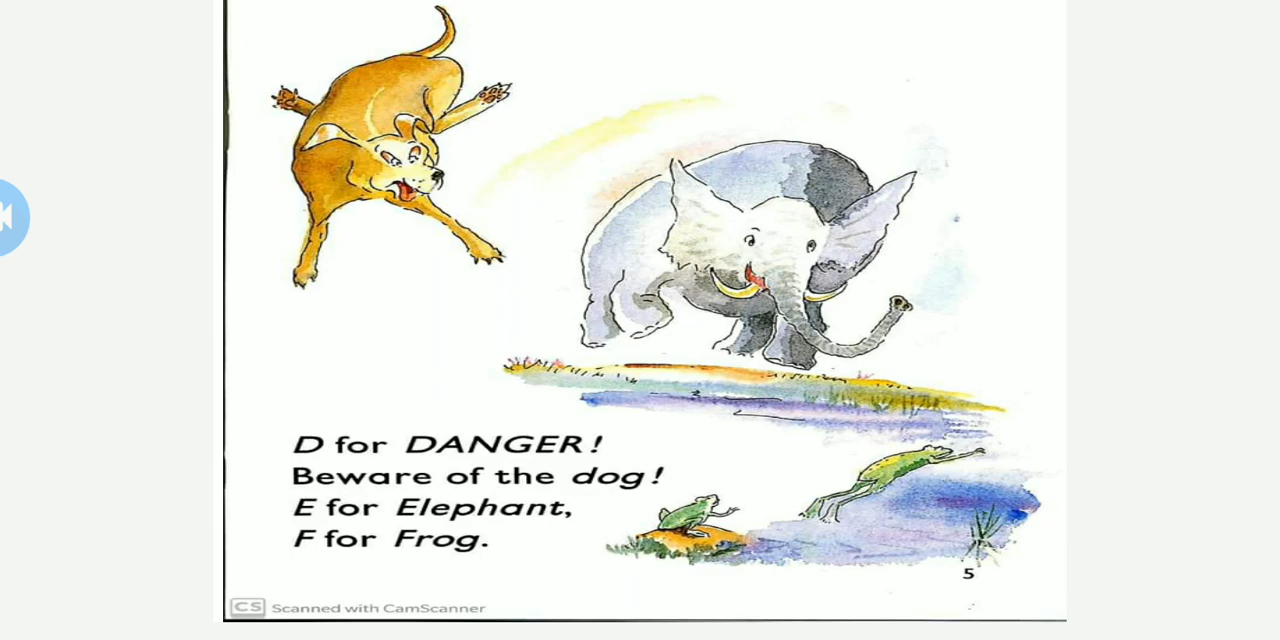 D for DANGER!
Beware of the dog!
E for Elephant,
F for Frog.
5
CS Scanned with CamScanner